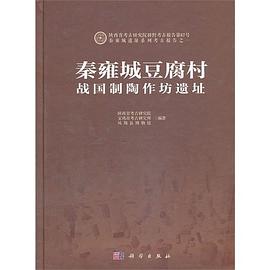 陕西省考古研究院田野考古报告第67号
秦雍城遗址系列考古报告之一
秦雍城豆腐村
战国制陶作坊遗址
陕西省考古研究院
宝鸡市考古研究所
凤翔县博物馆
编著
科学出版社